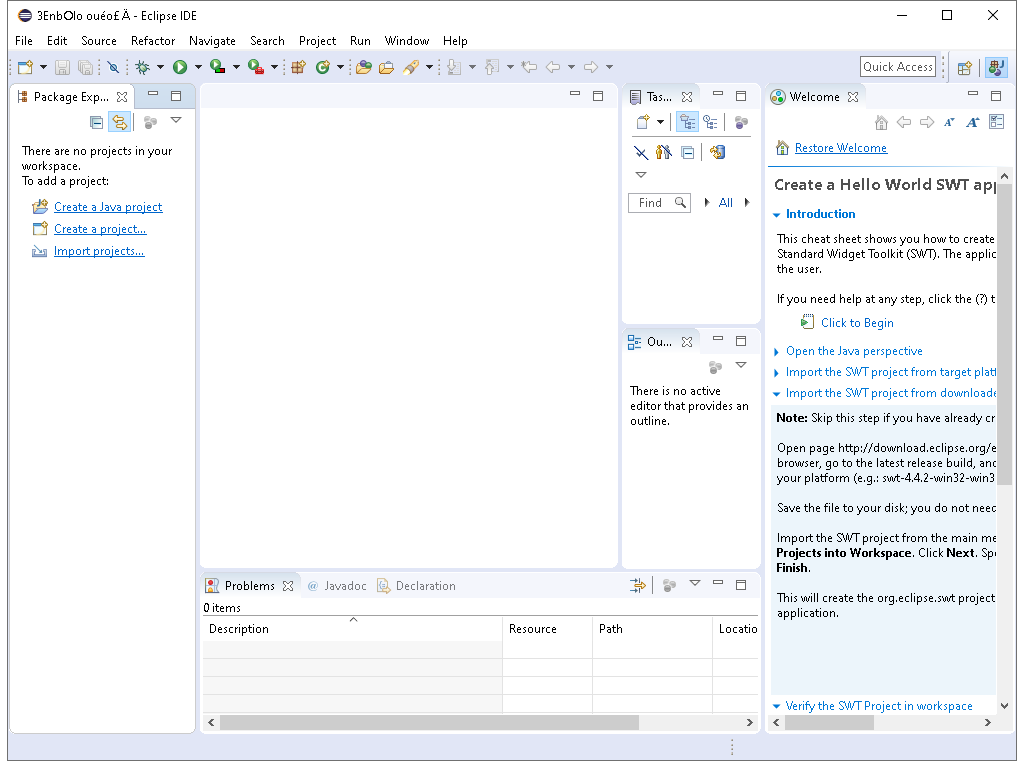 3EnbOlo ouéo£Ä - Eclipse IDE
File Edit Source Refactor Navigate Search Project Run Window Help
Quick Access
Package Exp...
There are no projects in your
workspace.
To add a project:
Create a Java project
Create a project...
Import projects...
Tas...
Find
All
Ou...
There is no active
editor that provides an
outline.
Welcome
Restore Welcome
Create a Hello World SWT app
Introduction
This cheat sheet shows you how to create
Standard Widget Toolkit (SWT). The applic
the user.
If you need help at any step, click the (?) t
Click to Begin
Open the Java perspective
Import the SWT project from target platf
Import the SWT project from downloade
Note: Skip this step if you have already cr
Open page http://download.eclipse.org/e
browser, go to the latest release build, and
your platform (e.g.: swt-4.4.2-win32-win3
Save the file to your disk; you do not need
Import the SWT project from the main me
Projects into Workspace. Click Next. Spe
Finish.
This will create the org.eclipse.swt project
application.
Verify the SWT Project in workspace
Problems @ Javadoc Declaration
0 items
Description Resource Path Locatio